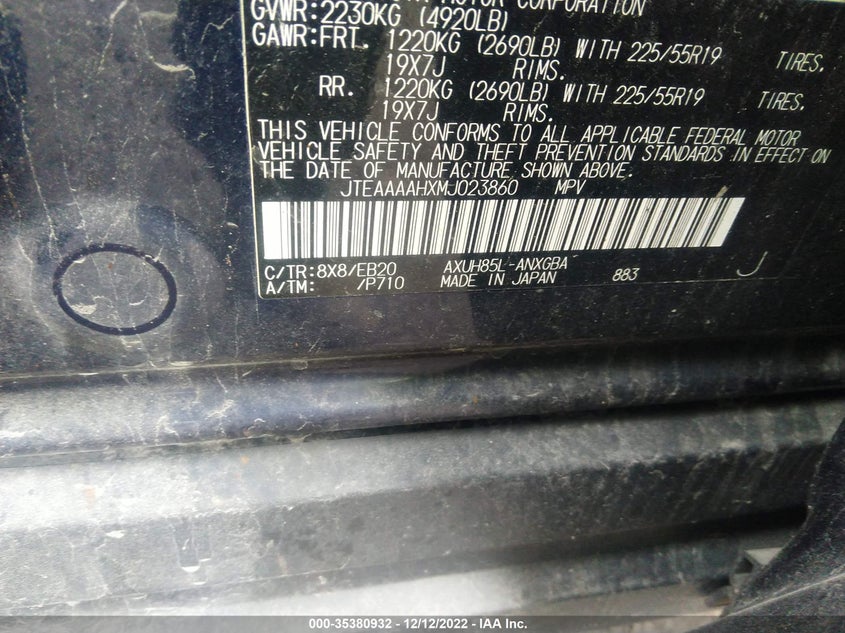 MOTOR CORPORATION
GVWR:2230KG (4920LB)
GAWR:FRT. 1220KG (2690LB) WITH 225/55R19 TIRES.
19X7J RIMS.
RR. 1220KG (2690LB) WITH 225/55R19 TIRES.
19X7J RIMS.
THIS VEHICLE CONFORMS TO ALL APPLICABLE FEDERAL MOTOR
VEHICLE SAFETY AND THEFT PREVENTION STANDARDS IN EFFECT ON
THE DATE OF MANUFACTURE SHOWN ABOVE.
JTEAAAAHXMJ023860 MPV
C/TR:8X8/EB20 AXUH85L-ANXGBA J
A/TM: /P710 MADE IN JAPAN 883
000-35380932 - 12/12/2022 - IAA Inc.